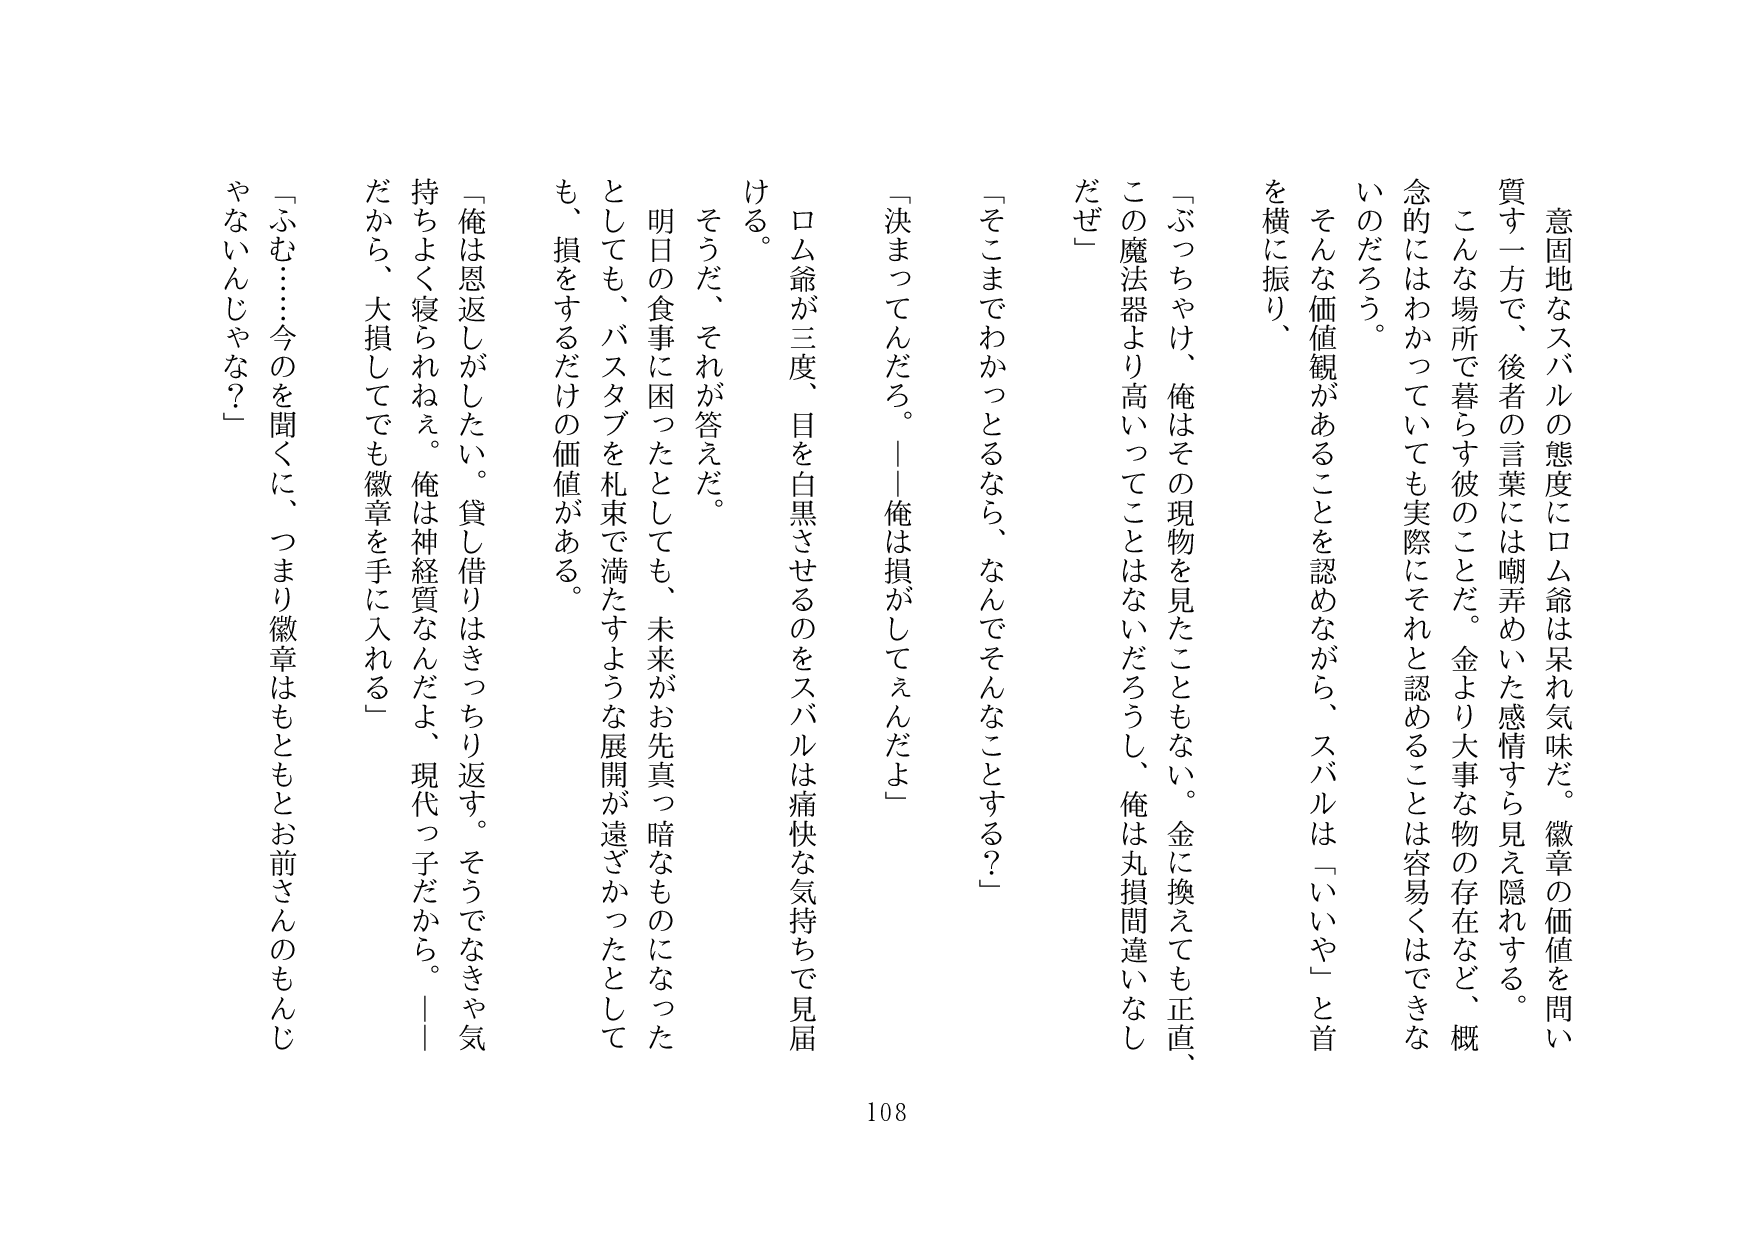 意固地なスバルの態度にロム爺は呆れ気味だ。徽章の価値を問い
質す一方で、後者の言葉には嘲弄めいた感情すら見え隠れする。
　こんな場所で暮らす彼のことだ。金より大事な物の存在など、概
念的にはわかっていても実際にそれと認めることは容易くはできな
いのだろう。
　そんな価値観があることを認めながら、スバルは「いいや」と首
を横に振り、
「ぶっちゃけ、俺はその現物を見たこともない。金に換えても正直、
この魔法器より高いってことはないだろうし、俺は丸損間違いなし
だぜ」
「そこまでわかっとるなら、なんでそんなことする？」
「決まってんだろ。――俺は損がしてぇんだよ」
　ロム爺が三度、目を白黒させるのをスバルは痛快な気持ちで見届
ける。
　そうだ、それが答えだ。
　明日の食事に困ったとしても、未来がお先真っ暗なものになった
としても、バスタブを札束で満たすような展開が遠ざかったとして
も、損をするだけの価値がある。
「俺は恩返しがしたい。貸し借りはきっちり返す。そうでなきゃ気
持ちよく寝られねぇ。俺は神経質なんだよ、現代っ子だから。――
だから、大損してでも徽章を手に入れる」
「ふむ……今のを聞くに、つまり徽章はもともとお前さんのもんじ
ゃないんじゃな？」
108